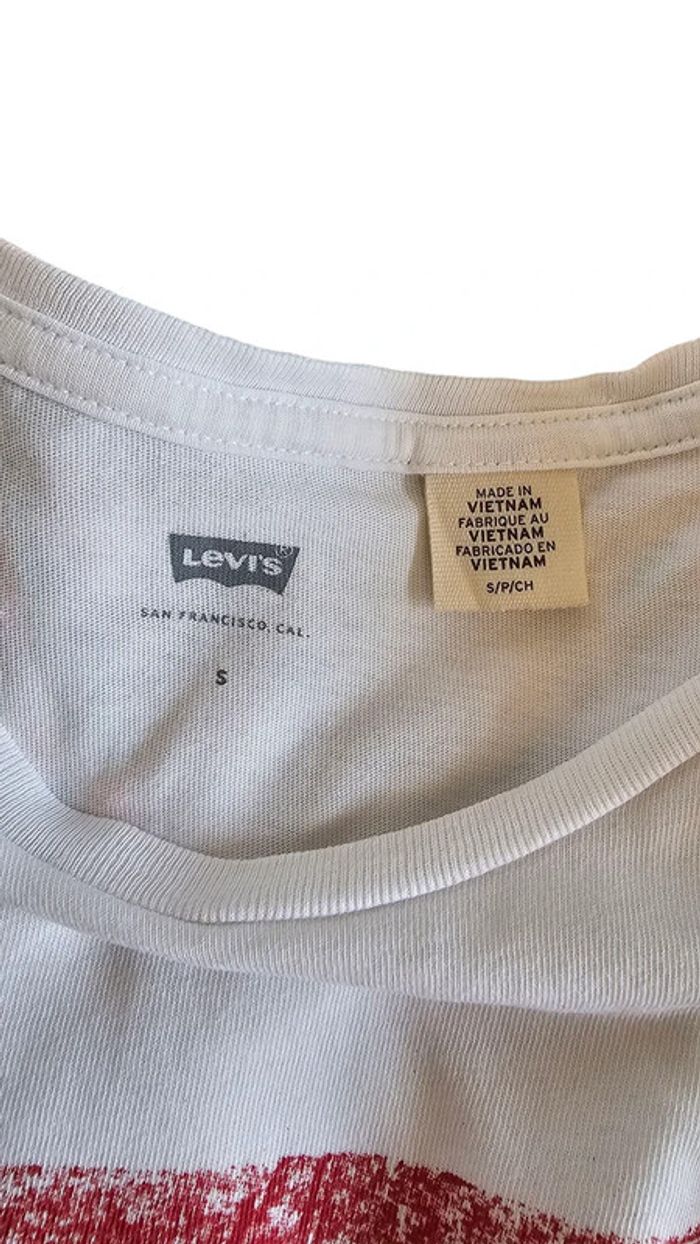 LEVI'S®
SAN FRANCISCO, CAL.
S
MADE IN
VIETNAM
FABRIQUE AU
VIETNAM
FABRICADO EN
VIETNAM
S/P/CH